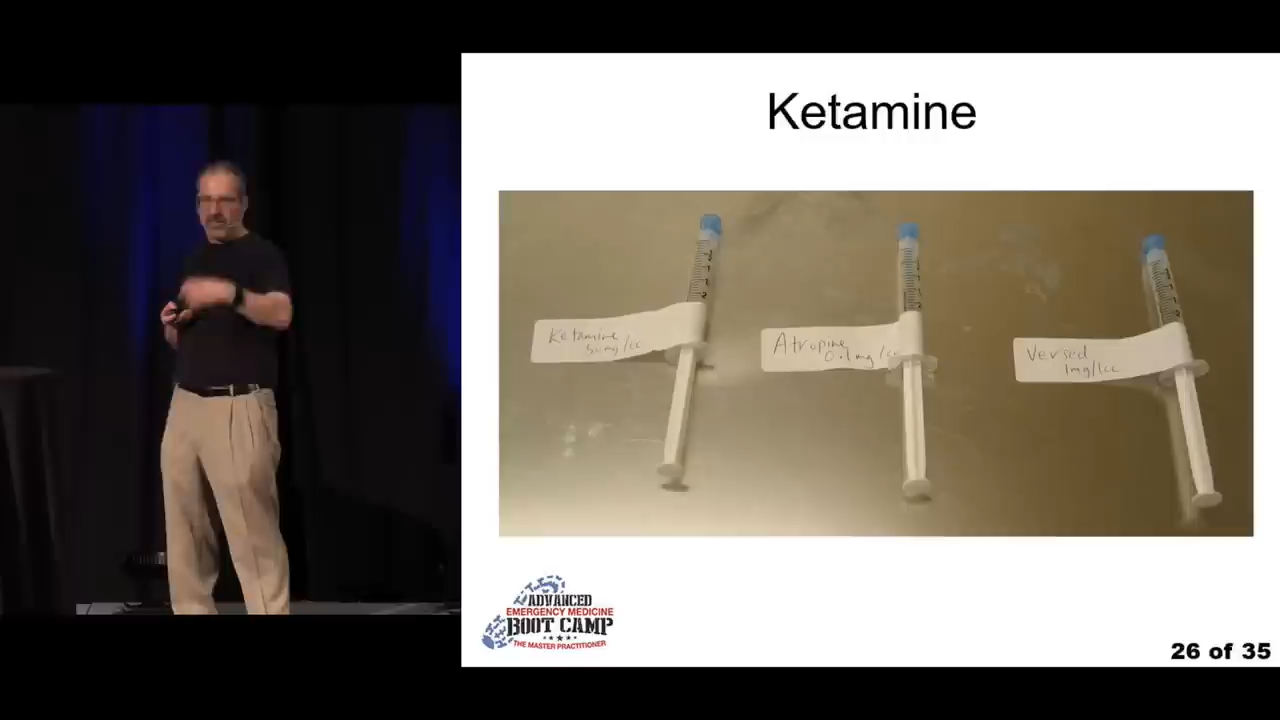 Ketamine
Ketamine
50mg/cc
Atropine
0.1mg/cc
Versed
1mg/1cc
ADVANCED
EMERGENCY MEDICINE
BOOT CAMP
THE MASTER PRACTITIONER
26 of 35